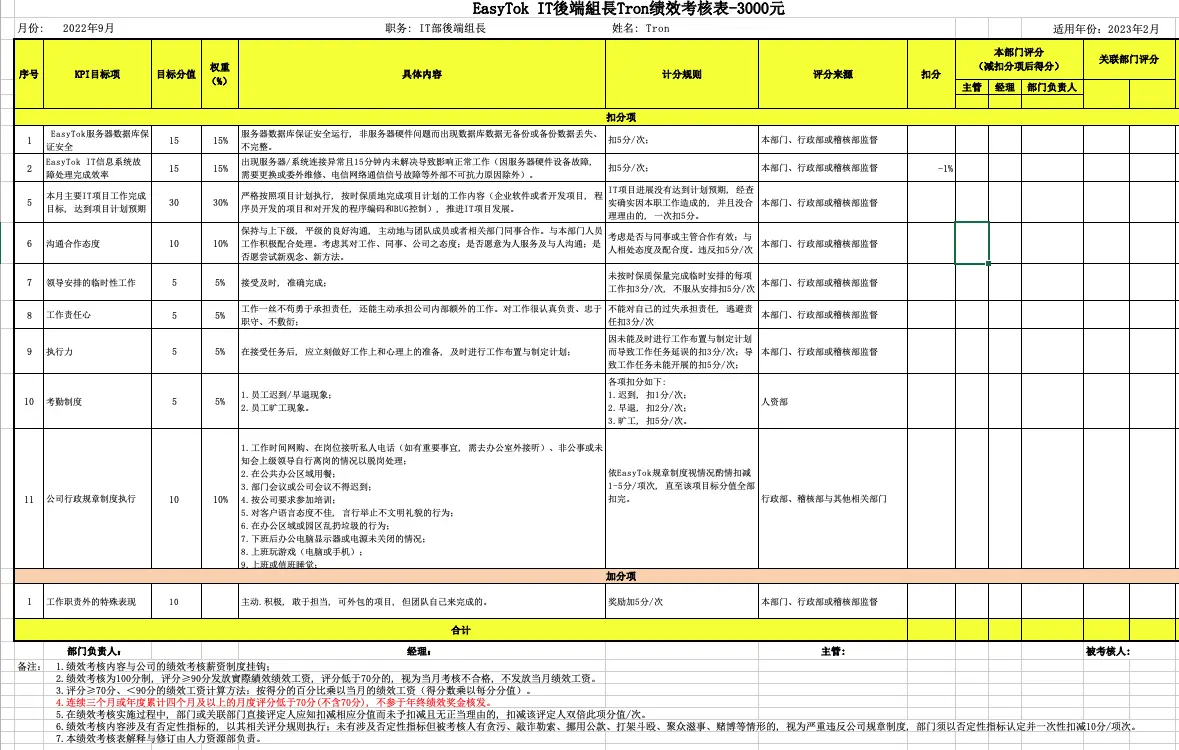 EasyTok IT後端組長Tron绩效考核表-3000元
月份: 2022年9月 职务: IT部後端組長 姓名: Tron 适用年份: 2023年2月
序号 KPI目标项 目标分值 权重(%) 具体内容 计分规则 评分来源 扣分 本部门评分(减扣分项后得分) 关联部门评分
主管 经理 部门负责人
扣分项
1 EasyTok服务器数据库保证安全 15 15% 服务器数据库保证安全运行, 非服务器硬件问题而出现数据库数据无备份或备份数据丢失、不完整。 扣5分/次; 本部门、行政部或稽核部监督
2 EasyTok IT信息系统故障处理完成效率 15 15% 出现服务器/系统连接异常且15分钟内未解决导致影响正常工作(因服务器硬件设备故障, 需要更换或委外维修、电信网络通信信号故障等外部不可抗力原因除外)。 扣5分/次; 本部门、行政部或稽核部监督 -1%
5 本月主要IT项目工作完成目标, 达到项目计划预期 30 30% 严格按照项目计划执行, 按时保质地完成项目计划的工作内容(企业软件或者开发项目, 程序员开发的项目和对开发的程序编码和BUG控制), 推进IT项目发展。 IT项目进展没有达到计划预期, 经查实确实因本职工作造成的, 并且没合理理由的, 一次扣5分。 本部门、行政部或稽核部监督
6 沟通合作态度 10 10% 保持与上下级, 平级的良好沟通, 主动地与团队成员或者相关部门同事合作。与本部门人员工作积极配合处理。考虑其对工作、同事、公司之态度; 是否愿意为人服务及与人沟通; 是否愿尝试新观念、新方法。 考虑是否与同事或主管合作有效; 与人相处态度及配合度。违反扣5分/次 本部门、行政部或稽核部监督
7 领导安排的临时性工作 5 5% 接受及时, 准确完成; 未按时保质保量完成临时安排的每项工作扣3分/次, 不服从安排扣5分/次 本部门、行政部或稽核部监督
8 工作责任心 5 5% 工作一丝不苟勇于承担责任, 还能主动承担公司内部额外的工作。对工作很认真负责、忠于职守、不敷衍; 不能对自己的过失承担责任, 逃避责任扣3分/次 本部门、行政部或稽核部监督
9 执行力 5 5% 在接受任务后, 应立刻做好工作上和心理上的准备, 及时进行工作布置与制定计划; 因未能及时进行工作布置与制定计划而导致工作任务延误的扣3分/次; 导致工作任务未能开展的扣5分/次; 本部门、行政部或稽核部监督
10 考勤制度 5 5% 1.员工迟到/早退现象;
2.员工旷工现象。
各项扣分如下:
1.迟到, 扣1分/次;
2.早退, 扣2分/次;
3.旷工, 扣5分/次。
人资部
11 公司行政规章制度执行 10 10%
1.工作时间网购、在岗位接听私人电话(如有重要事宜, 需去办公室外接听)、非公事或未知会上级领导自行离岗的情况以脱岗处理;
2.在公共办公区域用餐;
3.部门会议或公司会议不得迟到;
4.按公司要求参加培训;
5.对客户语言态度不佳, 言行举止不文明礼貌的行为;
6.在办公区域或园区乱扔垃圾的行为;
7.下班后办公电脑显示器或电源未关闭的情况;
8.上班玩游戏(电脑或手机);
9.上班或值班睡觉;
依EasyTok规章制度视情况酌情扣减1-5分/项次, 直至该项目标分值全部扣完。
行政部、稽核部与其他相关部门
加分项
1 工作职责外的特殊表现 10 主动.积极, 敢于担当, 可外包的项目, 但团队自己来完成的。 奖励加5分/次 本部门、行政部或稽核部监督
合计
部门负责人: 经理: 主管: 被考核人:
备注: 1.绩效考核内容与公司的绩效考核薪资制度挂钩;
2.绩效考核为100分制, 评分≥90分发放實際績效绩效工资, 评分低于70分的, 视为当月考核不合格, 不发放当月绩效工资。
3.评分≥70分、<90分的绩效工资计算方法: 按得分的百分比乘以当月的绩效工资(得分数乘以每分分值)。
4.连续三个月或年度累计四个月及以上的月度评分低于70分(不含70分), 不参于年终绩效奖金核发。
5.在绩效考核实施过程中, 部门或关联部门直接评定人应知扣减相应分值而未予扣减且无正当理由的, 扣减该评定人双倍此项分值/次。
6.绩效考核内容涉及有否定性指标的, 以其相关评分规则执行; 未有涉及否定性指标但被考核人有贪污、敲诈勒索、挪用公款、打架斗殴、聚众滋事、赌博等情形的, 视为严重违反公司规章制度, 部门须以否定性指标认定并一次性扣减10分/项次。
7.本绩效考核表解释与修订由人力资源部负责。